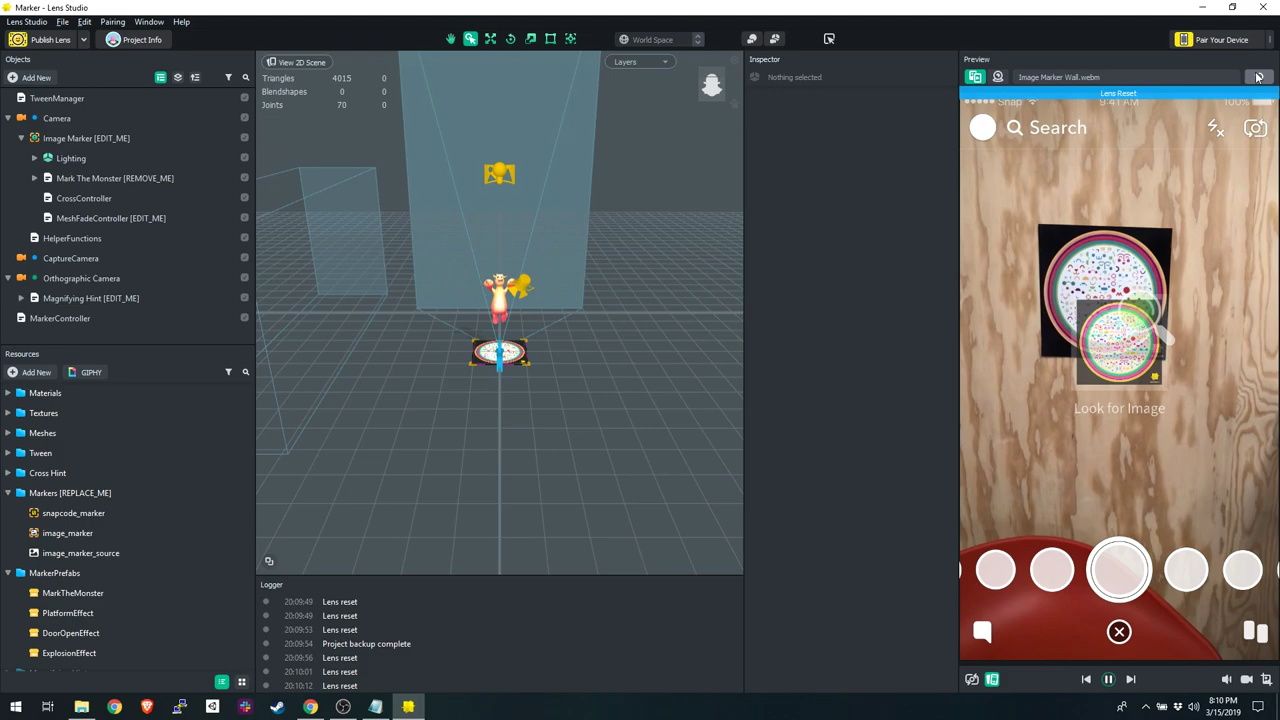 Marker - Lens Studio
Lens Studio File Edit Pairing Window Help
Publish Lens Project Info World Space Pair Your Device
Objects
Add New
TweenManager
Camera
Image Marker [EDIT_ME]
Lighting
Mark The Monster [REMOVE_ME]
CrossController
MeshFadeController [EDIT_ME]
HelperFunctions
CaptureCamera
Orthographic Camera
Magnifying Hint [EDIT_ME]
MarkerController
Resources
Add New GIPHY
Materials
Textures
Meshes
Tween
Cross Hint
Markers [REPLACE_ME]
snapcode_marker
image_marker
image_marker_source
MarkerPrefabs
MarkTheMonster
PlatformEffect
DoorOpenEffect
ExplosionEffect
View 2D Scene Layers
Triangles 4015 0
Blendshapes 0 0
Joints 70 0
Logger
20:09:49 Lens reset
20:09:49 Lens reset
20:09:53 Lens reset
20:09:54 Project backup complete
20:09:56 Lens reset
20:10:01 Lens reset
20:10:12 Lens reset
Inspector
Nothing selected
Preview
Image Marker Wall.webm
Lens Reset
Snap 9:41 AM 100%
Search
Look for Image
8:10 PM
3/15/2019